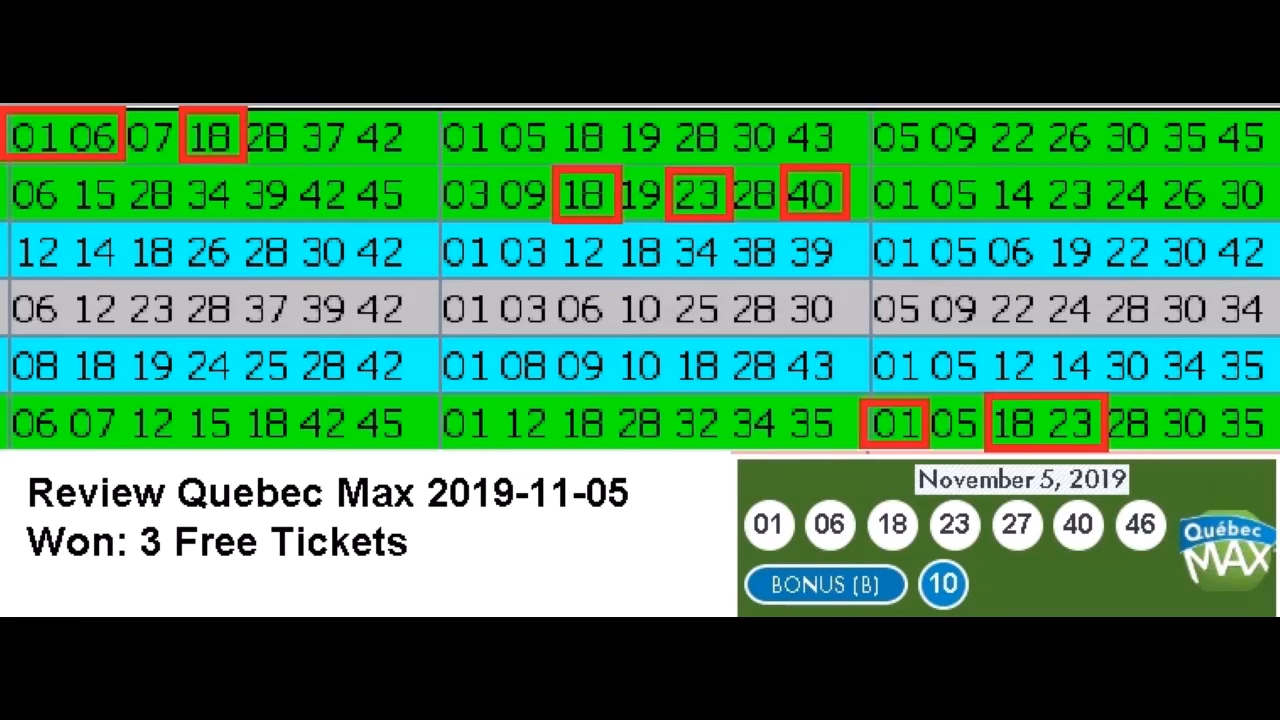 01 06 07 18 28 37 42 01 05 18 19 28 30 43 05 09 22 26 30 35 45
06 15 28 34 39 42 45 03 09 18 19 23 28 40 01 05 14 23 24 26 30
12 14 18 26 28 30 42 01 03 12 18 34 38 39 01 05 06 19 22 30 42
06 12 23 28 37 39 42 01 03 06 10 25 28 30 05 09 22 24 28 30 34
08 18 19 24 25 28 42 01 08 09 10 18 28 43 01 05 12 14 30 34 35
06 07 12 15 18 42 45 01 12 18 28 32 34 35 01 05 18 23 28 30 35
Review Quebec Max 2019-11-05
Won: 3 Free Tickets
November 5, 2019
01 06 18 23 27 40 46
BONUS (B) 10
Québec
MAX